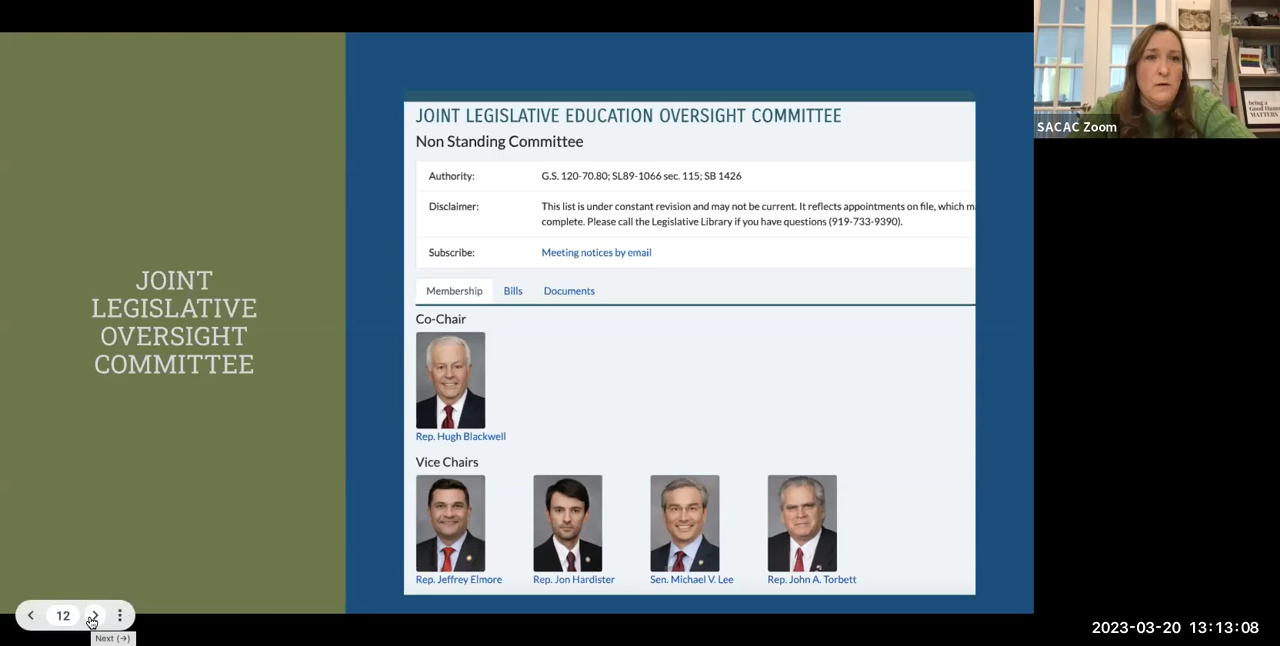 JOINT LEGISLATIVE EDUCATION OVERSIGHT COMMITTEE
Non Standing Committee
Authority: G.S. 120-70.80; SL89-1066 sec. 115; SB 1426
Disclaimer: This list is under constant revision and may not be current. It reflects appointments on file, which
complete. Please call the Legislative Library if you have questions (919-733-9390).
Subscribe: Meeting notices by email
Membership Bills Documents
Co-Chair
Rep. Hugh Blackwell
Vice Chairs
Rep. Jeffrey Elmore Rep. Jon Hardister Sen. Michael V. Lee Rep. John A. Torbett
JOINT
LEGISLATIVE
OVERSIGHT
COMMITTEE
12
Next (→)
SACAC Zoom
being a
Good Human
MATTERS
2023-03-20 13:13:08